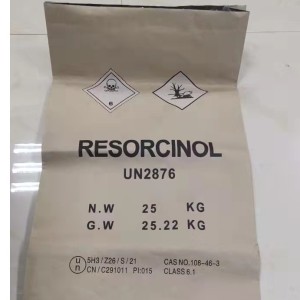 6
RESORCINOL
UN2876
N.W 25 KG
G.W 25.22 KG
un 5H3/Z26/S/21 CAS NO.108-46-3
CN/C291011 PI:015 CLASS 6.1